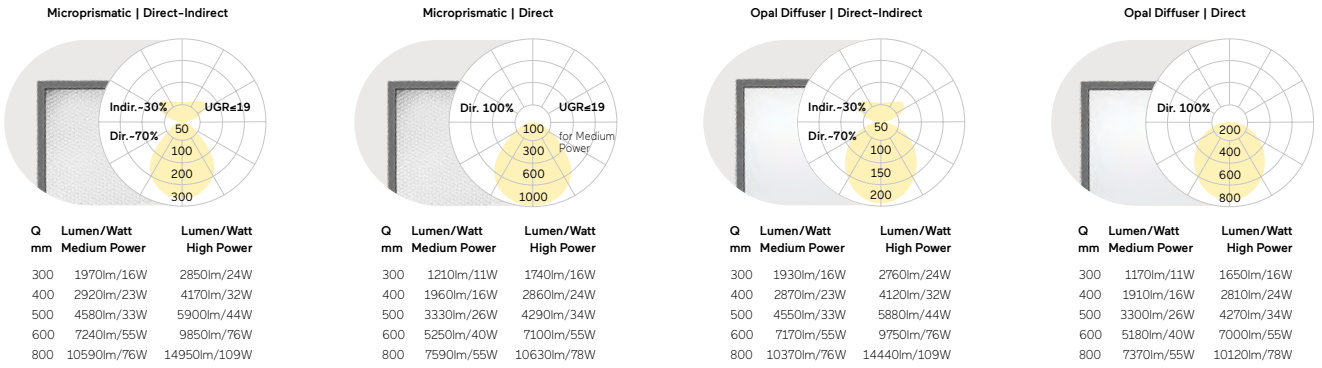 Microprismatic | Direct-Indirect
Indir.~30%
UGR≤19
Dir.~70%
50
100
200
300
Q Lumen/Watt Lumen/Watt
mm Medium Power High Power
300 1970lm/16W 2850lm/24W
400 2920lm/23W 4170lm/32W
500 4580lm/33W 5900lm/44W
600 7240lm/55W 9850lm/76W
800 10590lm/76W 14950lm/109W
Microprismatic | Direct
Dir. 100%
UGR≤19
for Medium
Power
100
300
600
1000
Q Lumen/Watt Lumen/Watt
mm Medium Power High Power
300 1210lm/11W 1740lm/16W
400 1960lm/16W 2860lm/24W
500 3330lm/26W 4290lm/34W
600 5250lm/40W 7100lm/55W
800 7590lm/55W 10630lm/78W
Opal Diffuser | Direct-Indirect
Indir.~30%
Dir.~70%
50
100
150
200
Q Lumen/Watt Lumen/Watt
mm Medium Power High Power
300 1930lm/16W 2760lm/24W
400 2870lm/23W 4120lm/32W
500 4550lm/33W 5880lm/44W
600 7170lm/55W 9750lm/76W
800 10370lm/76W 14440lm/109W
Opal Diffuser | Direct
Dir. 100%
200
400
600
800
Q Lumen/Watt Lumen/Watt
mm Medium Power High Power
300 1170lm/11W 1650lm/16W
400 1910lm/16W 2810lm/24W
500 3300lm/26W 4270lm/34W
600 5180lm/40W 7000lm/55W
800 7370lm/55W 10120lm/78W